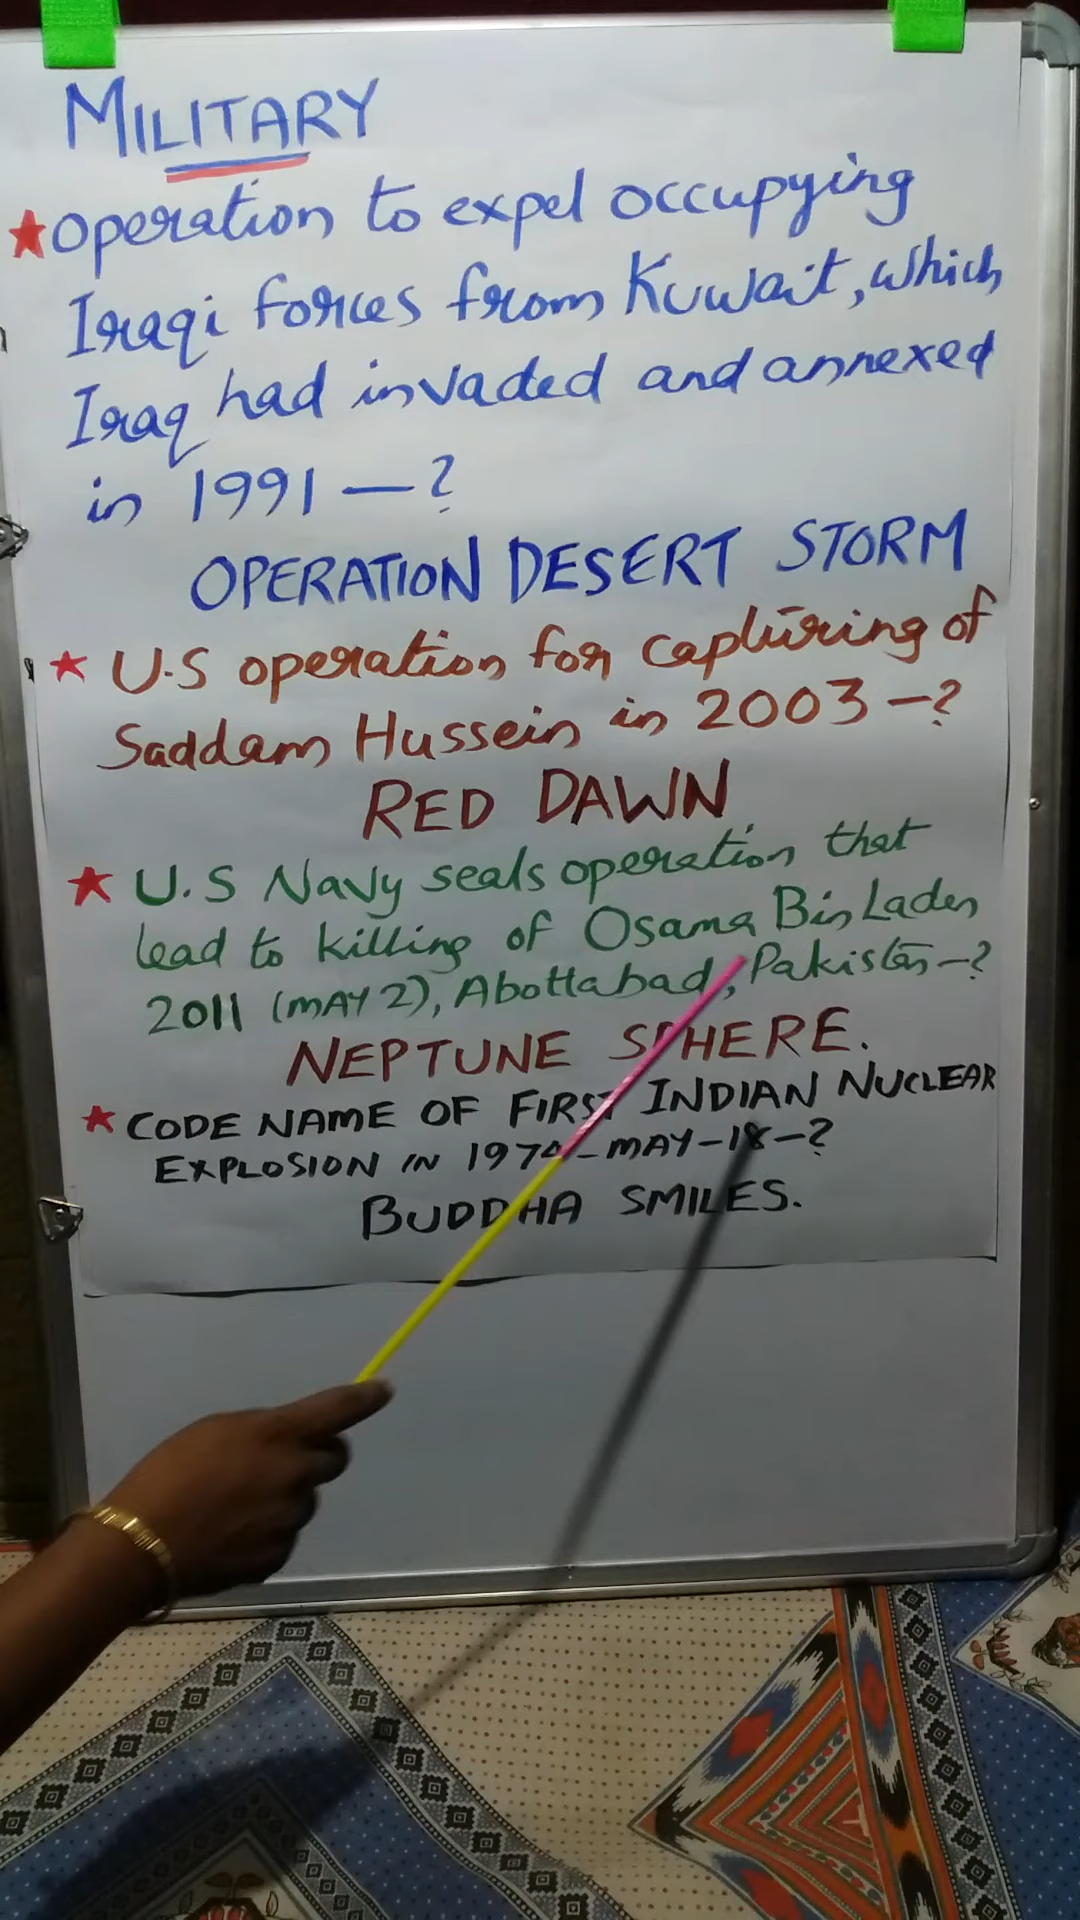 MILITARY
operation to expel occupying
Iraqi forces from Kuwait, which
Iraq had invaded and annexed
in 1991 — ?
OPERATION DESERT STORM
U.S operation for capturing of
Saddam Hussein in 2003 - ?
RED DAWN
U.S Navy seals operation that
lead to killing of Osama Bin Laden
2011 (MAY 2), Abottabad, Pakistan - ?
NEPTUNE SPHERE.
CODE NAME OF FIRST INDIAN NUCLEAR
EXPLOSION IN 1974 - MAY - 18 - ?
BUDDHA SMILES.